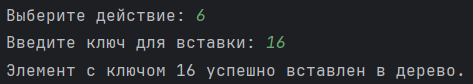 Выберите действие: 6
Введите ключ для вставки: 16
Элемент с ключом 16 успешно вставлен в дерево.